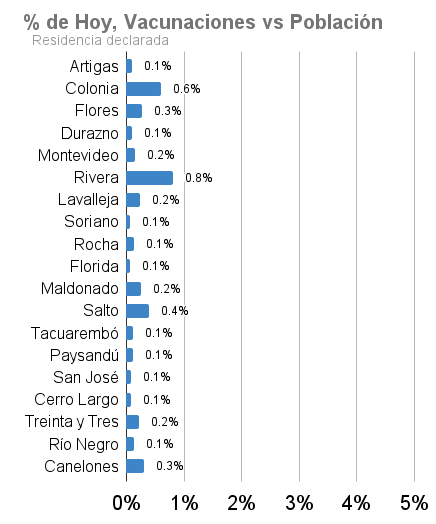 % de Hoy, Vacunaciones vs Población
Residencia declarada
Artigas 0.1%
Colonia 0.6%
Flores 0.3%
Durazno 0.1%
Montevideo 0.2%
Rivera 0.8%
Lavalleja 0.2%
Soriano 0.1%
Rocha 0.1%
Florida 0.1%
Maldonado 0.2%
Salto 0.4%
Tacuarembó 0.1%
Paysandú 0.1%
San José 0.1%
Cerro Largo 0.1%
Treinta y Tres 0.2%
Río Negro 0.1%
Canelones 0.3%
0% 1% 2% 3% 4% 5%